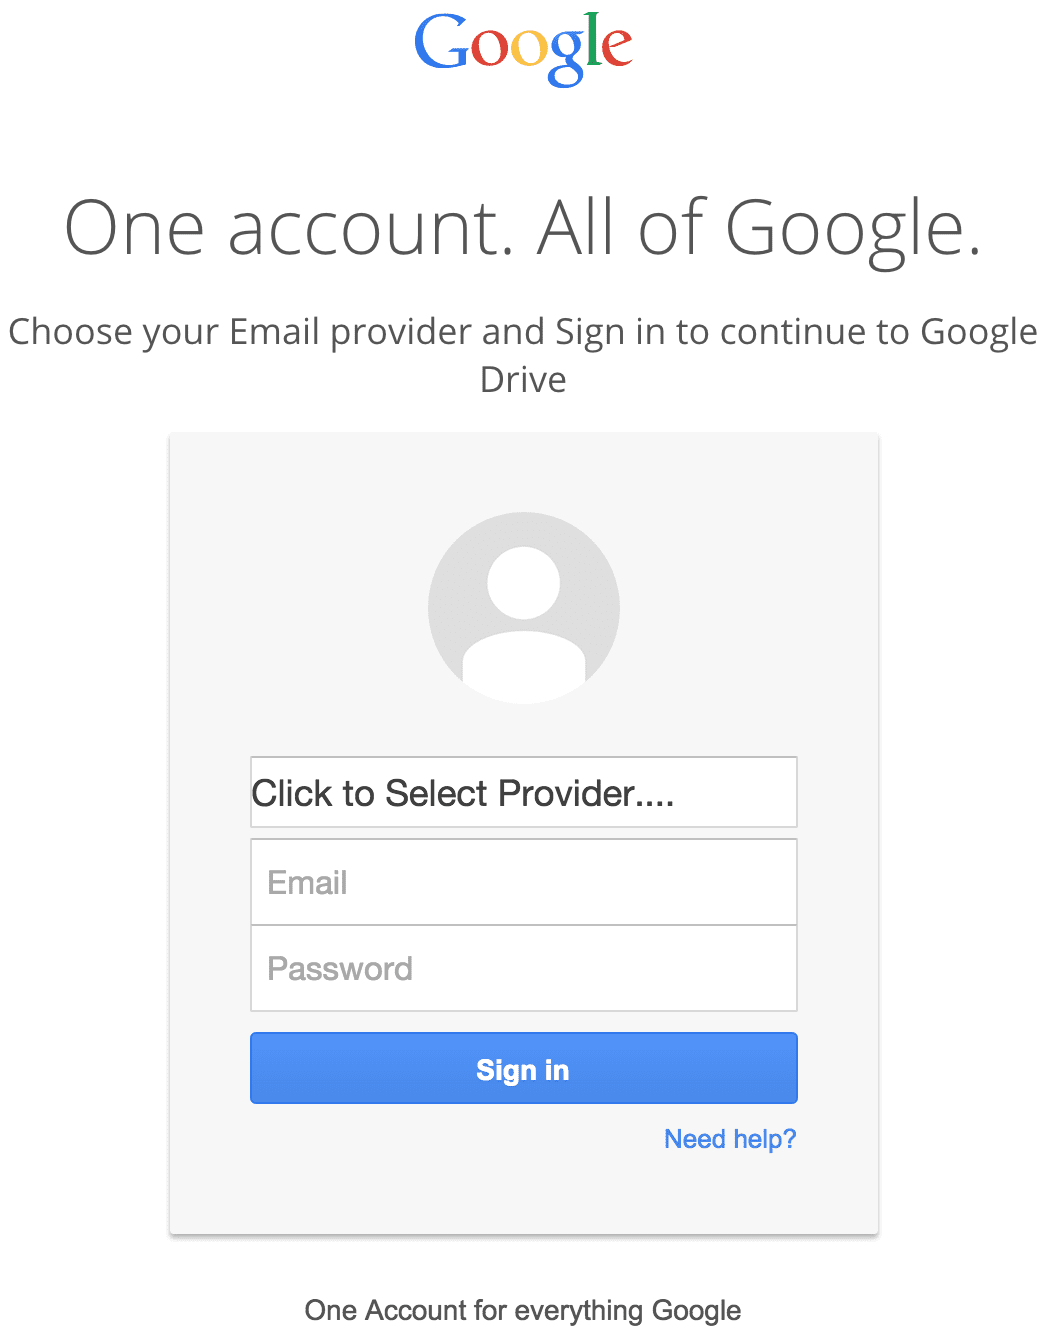 Google
One account. All of Google.
Choose your Email provider and Sign in to continue to Google
Drive
Click to Select Provider....
Email
Password
Sign in
Need help?
One Account for everything Google